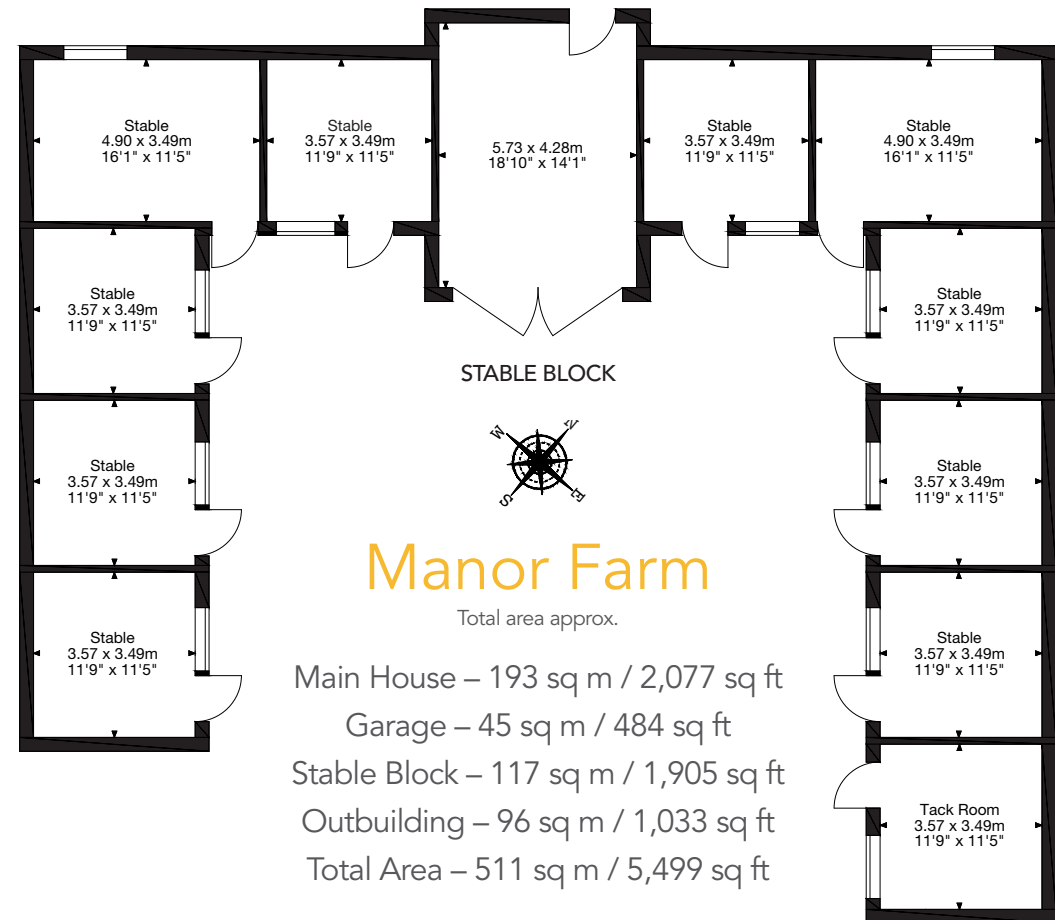 Stable
4.90 x 3.49m
16'1" x 11'5"
Stable
3.57 x 3.49m
11'9" x 11'5"
5.73 x 4.28m
18'10" x 14'1"
Stable
3.57 x 3.49m
11'9" x 11'5"
Stable
4.90 x 3.49m
16'1" x 11'5"
Stable
3.57 x 3.49m
11'9" x 11'5"
Stable
3.57 x 3.49m
11'9" x 11'5"
STABLE BLOCK
W
N
S
E
Stable
3.57 x 3.49m
11'9" x 11'5"
Stable
3.57 x 3.49m
11'9" x 11'5"
Manor Farm
Total area approx.
Stable
3.57 x 3.49m
11'9" x 11'5"
Stable
3.57 x 3.49m
11'9" x 11'5"
Main House – 193 sq m / 2,077 sq ft
Garage – 45 sq m / 484 sq ft
Stable Block – 117 sq m / 1,905 sq ft
Outbuilding – 96 sq m / 1,033 sq ft
Total Area – 511 sq m / 5,499 sq ft
Tack Room
3.57 x 3.49m
11'9" x 11'5"